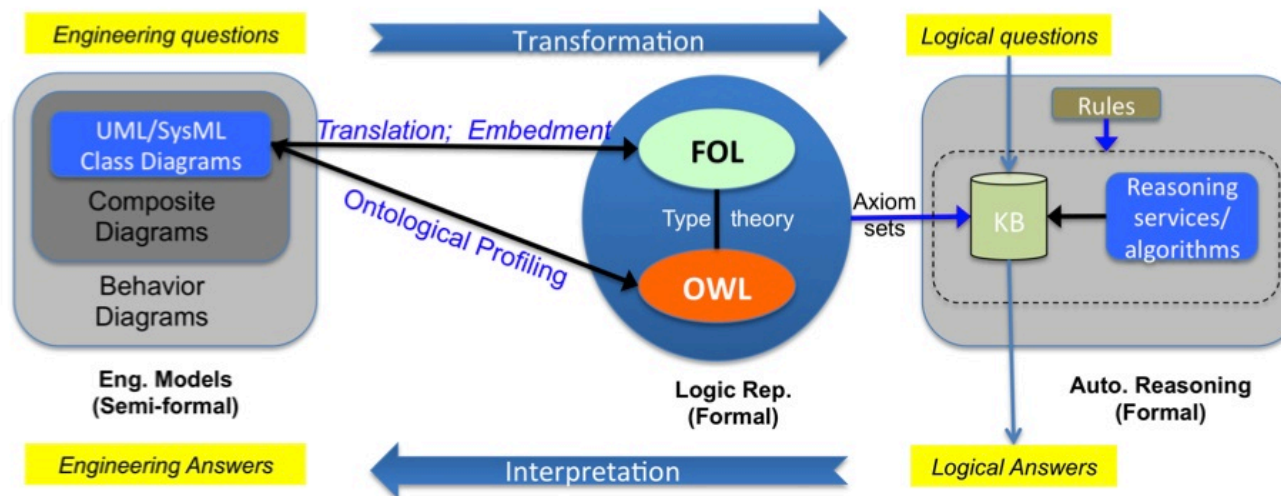 Engineering questions
Transformation
Logical questions
UML/SysML
Class Diagrams
Composite
Diagrams
Behavior
Diagrams
Translation; Embedment
Ontological Profiling
FOL
Type theory
OWL
Axiom
sets
Rules
KB
Reasoning
services/
algorithms
Eng. Models
(Semi-formal)
Logic Rep.
(Formal)
Auto. Reasoning
(Formal)
Engineering Answers
Interpretation
Logical Answers